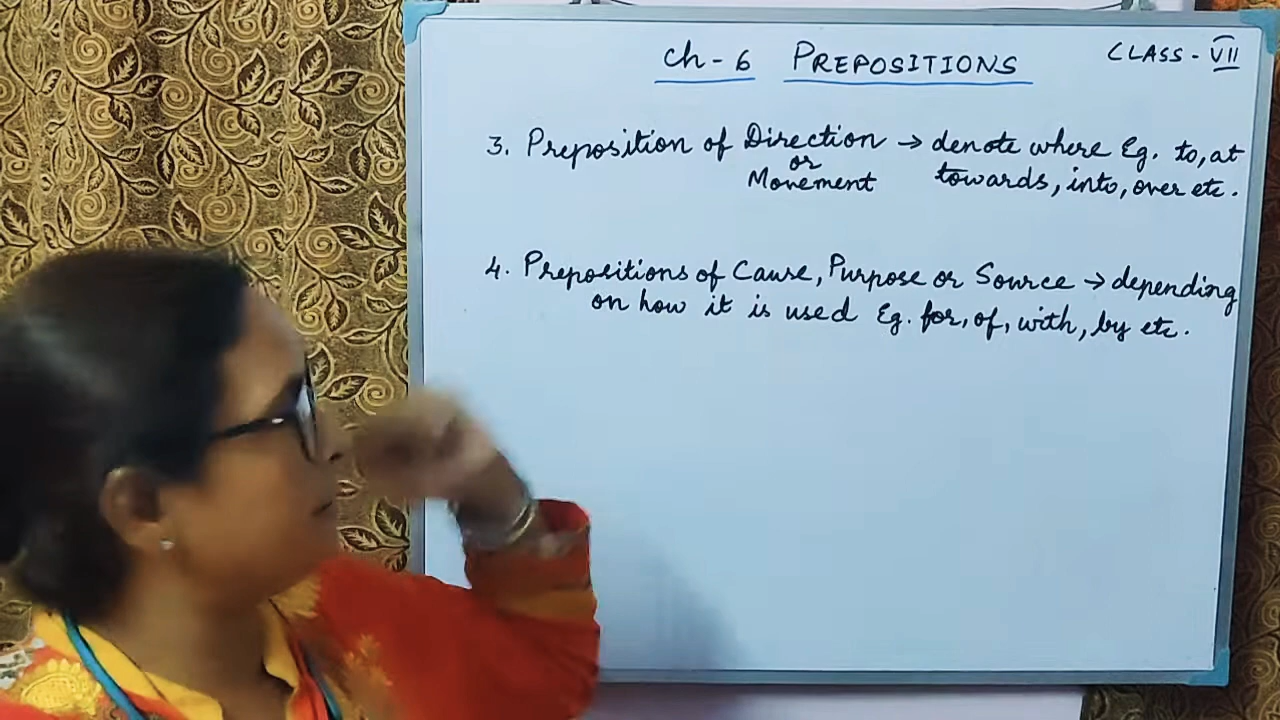 Ch - 6 PREPOSITIONS CLASS - VII
3. Preposition of Direction → denote where Eg. to, at
or
Movement towards, into, over etc.
4. Prepositions of Cause, Purpose or Source → depending
on how it is used Eg. for, of, with, by etc.